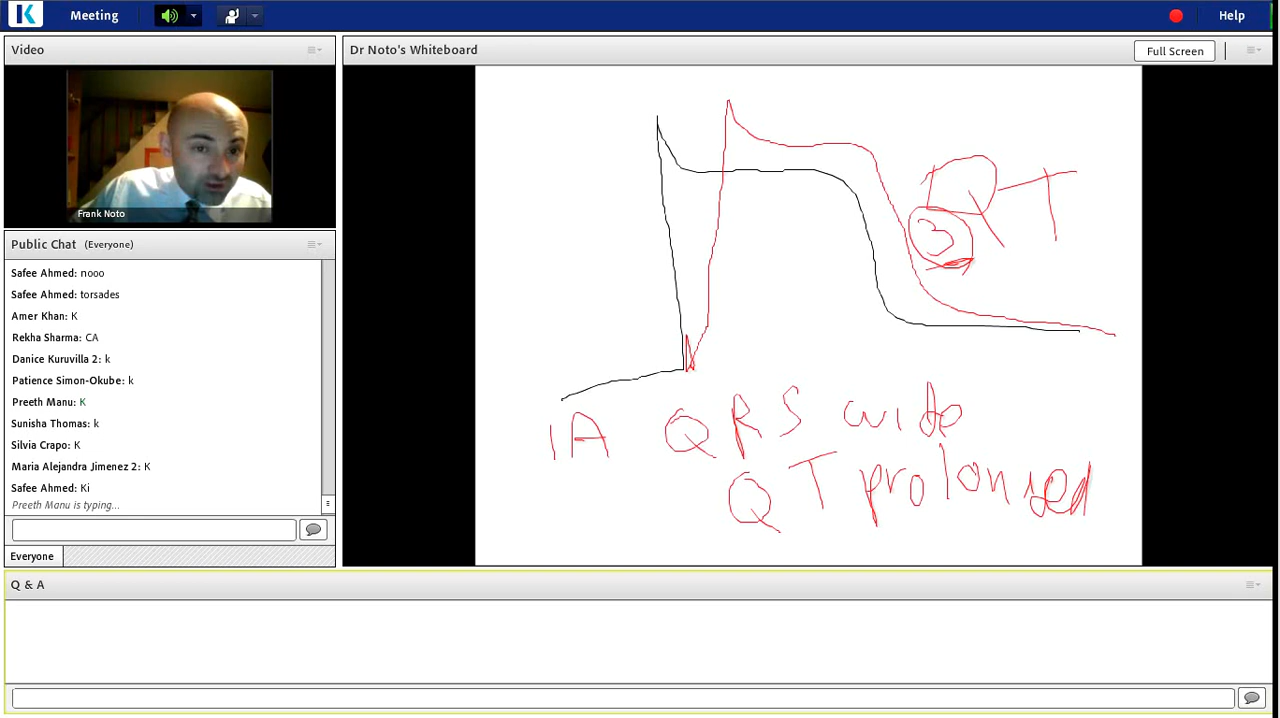 K Meeting Help
Video
Frank Noto
Public Chat (Everyone)
Safee Ahmed: nooo
Safee Ahmed: torsades
Amer Khan: K
Rekha Sharma: CA
Danice Kuruvilla 2: k
Patience Simon-Okube: k
Preeth Manu: K
Sunisha Thomas: k
Silvia Crapo: K
Maria Alejandra Jimenez 2: K
Safee Ahmed: Ki
Preeth Manu is typing...
Everyone
Dr Noto's Whiteboard
Full Screen
T
3
IA QRS wide
QT prolonged
Q & A